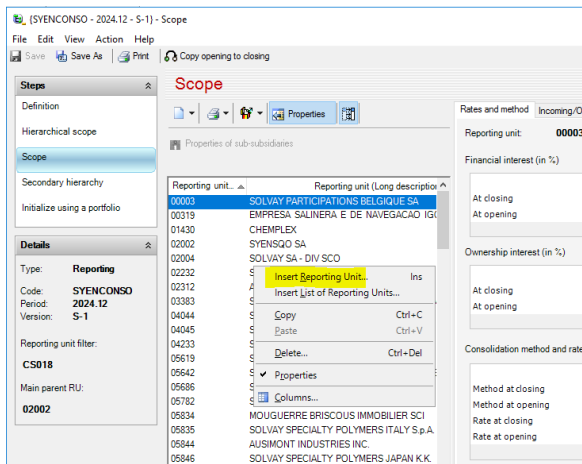 (SYENCONSO - 2024.12 - S-1) - Scope
File Edit View Action Help
Save Save As Print Copy opening to closing
Steps
Definition
Hierarchical scope
Scope
Secondary hierarchy
Initialize using a portfolio
Details
Type: Reporting
Code: SYENCONSO
Period: 2024.12
Version: S-1
Reporting unit filter:
CS018
Main parent RU:
02002
Scope
Properties
Properties of sub-subsidiaries
Reporting unit... Reporting unit (Long description
00003 SOLVAY PARTICIPATIONS BELGIQUE SA
00319 EMPRESA SALINERA E DE NAVEGACAO IG
01430 CHEMPLEX
02002 SYENSQO SA
02004 SOLVAY SA - DIV SCO
02232 S
02312 A
03383 S
04044 S
04045 S
04233 S
05619 S
05642 S
05686 S
05782 S
05834 MOUGUERRE BRISCOUS IMMOBILIER SCI
05835 SOLVAY SPECIALTY POLYMERS ITALY S.p.A.
05844 AUSIMONT INDUSTRIES INC.
05846 SOLVAY SPECIALTY POLYMERS JAPAN K.K.
Insert Reporting Unit... Ins
Insert List of Reporting Units...
Copy Ctrl+C
Paste Ctrl+V
Delete... Ctrl+Del
Properties
Columns...
Rates and method Incoming/O
Reporting unit: 00003
Financial interest (in %)
At closing
At opening
Ownership interest (in %)
At closing
At opening
Consolidation method and rate
Method at closing
Method at opening
Rate at closing
Rate at opening